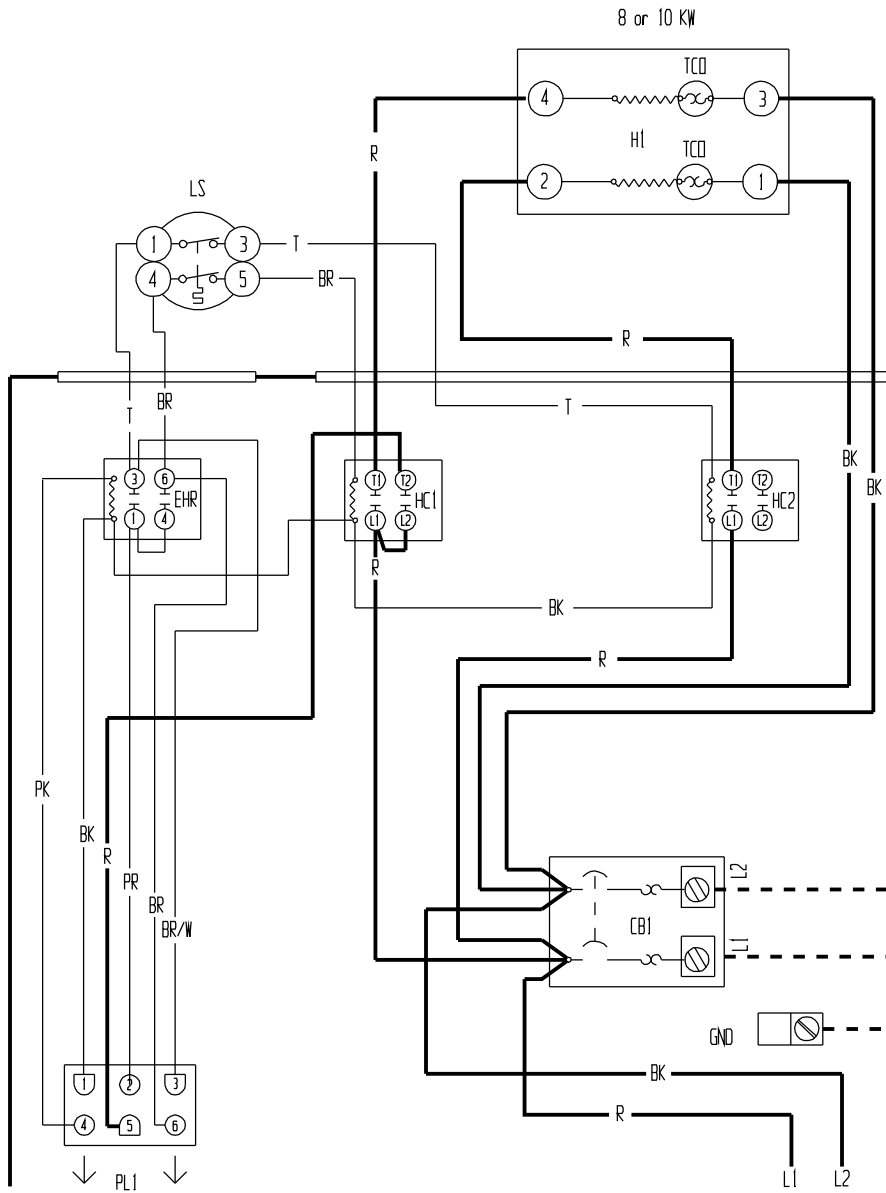 8 or 10 KW
TCO
4
3
R
H1
TCO
2
1
LS
1
3
T
4
5
BR
R
BR
T
T
BK
BK
3
6
EHR
1
4
T1
T2
HC1
L1
L2
T1
T2
HC2
L1
L2
R
BK
R
PK
BK
R
PR
BR
BR/W
L2
CB1
L1
GND
BK
R
1
2
3
4
5
6
PL1
L1
L2